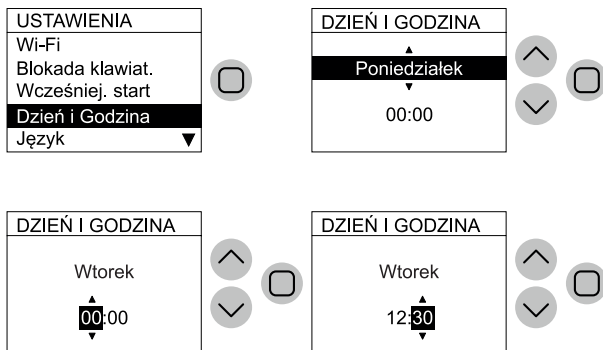 USTAWIENIA
Wi-Fi
Blokada klawiat.
Wcześniej. start
Dzień i Godzina
Język
DZIEŃ I GODZINA
Poniedziałek
00:00
DZIEŃ I GODZINA
Wtorek
00:00
DZIEŃ I GODZINA
Wtorek
12:30